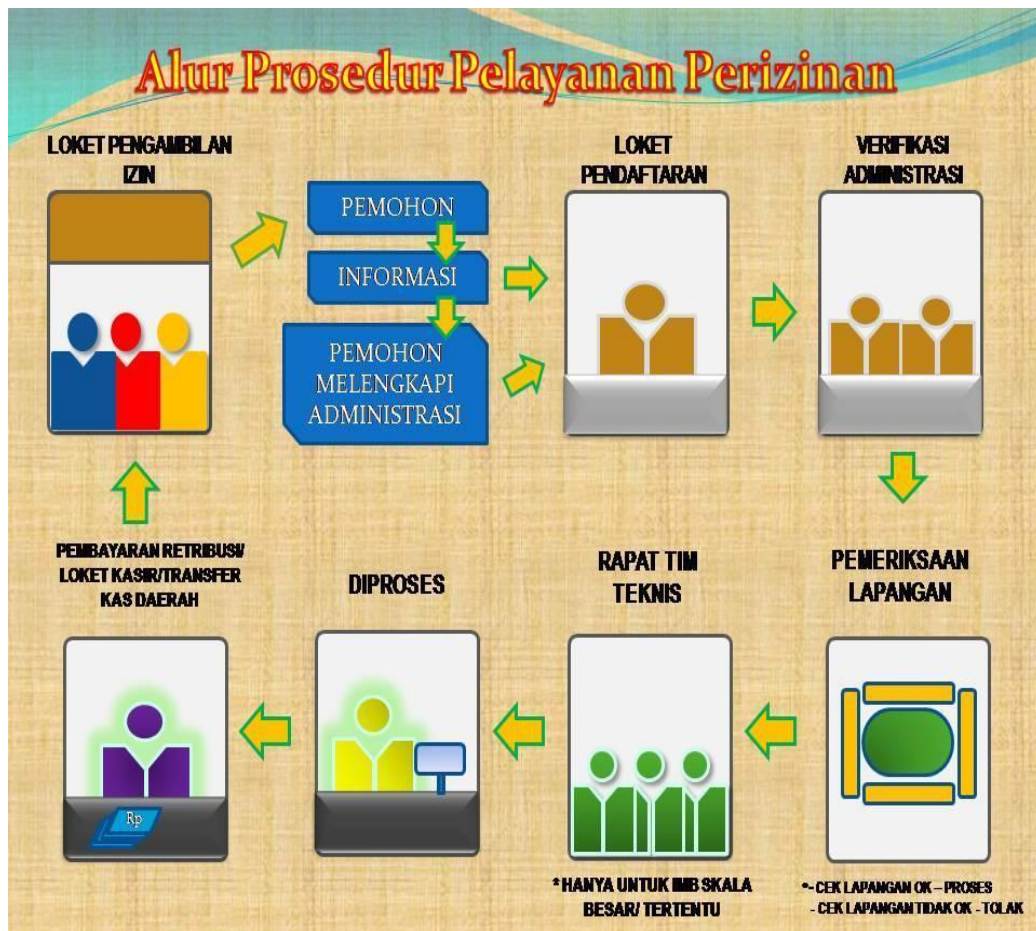 Alur Prosedur Pelayanan Perizinan
LOKET PENGAMBILAN
IZIN
PEMOHON
INFORMASI
PEMOHON
MELENGKAPI
ADMINISTRASI
LOKET
PENDAFTARAN
VERIFIKASI
ADMINISTRASI
PEMBAYARAN RETRIBUSI/
LOKET KASIR/TRANSFER
KAS DAERAH
Rp
DIPROSES
RAPAT TIM
TEKNIS
* HANYA UNTUK IMB SKALA
BESAR/ TERTENTU
PEMERIKSAAN
LAPANGAN
*- CEK LAPANGAN OK – PROSES
- CEK LAPANGAN TIDAK OK - TOLAK